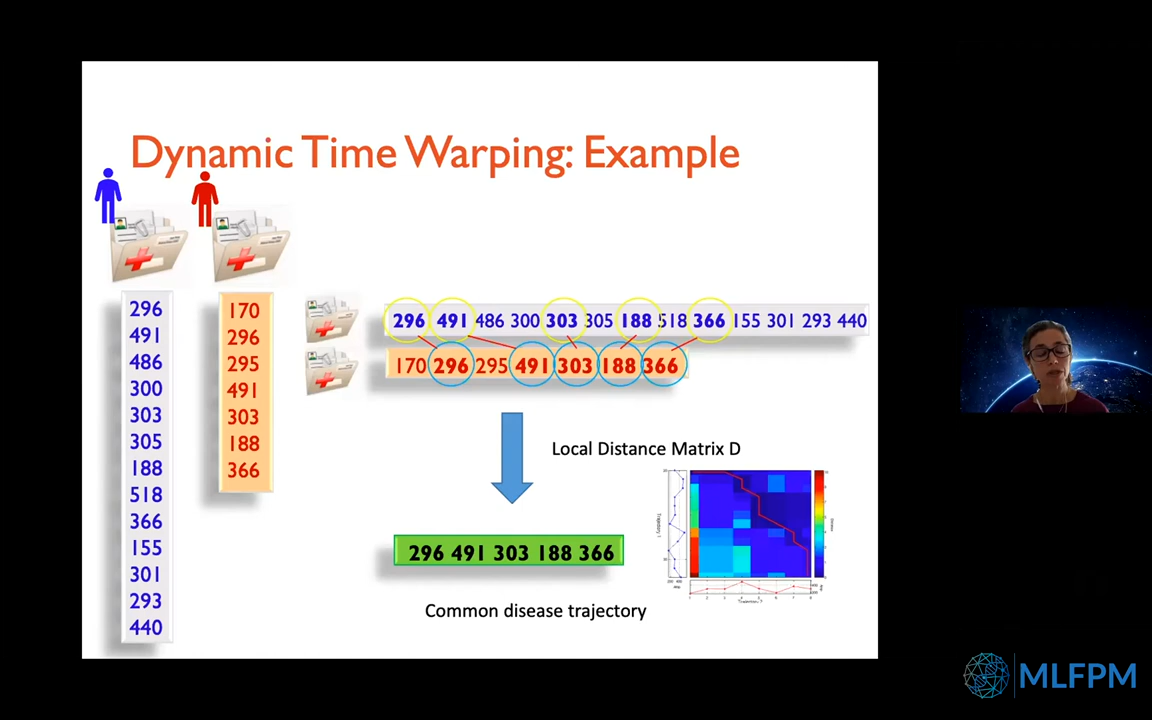 Dynamic Time Warping: Example
296
491
486
300
303
305
188
518
366
155
301
293
440
170
296
295
491
303
188
366
296 491 486 300 303 305 188 518 366 155 301 293 440
170 296 295 491 303 188 366
Local Distance Matrix D
296 491 303 188 366
Common disease trajectory
MLFPM